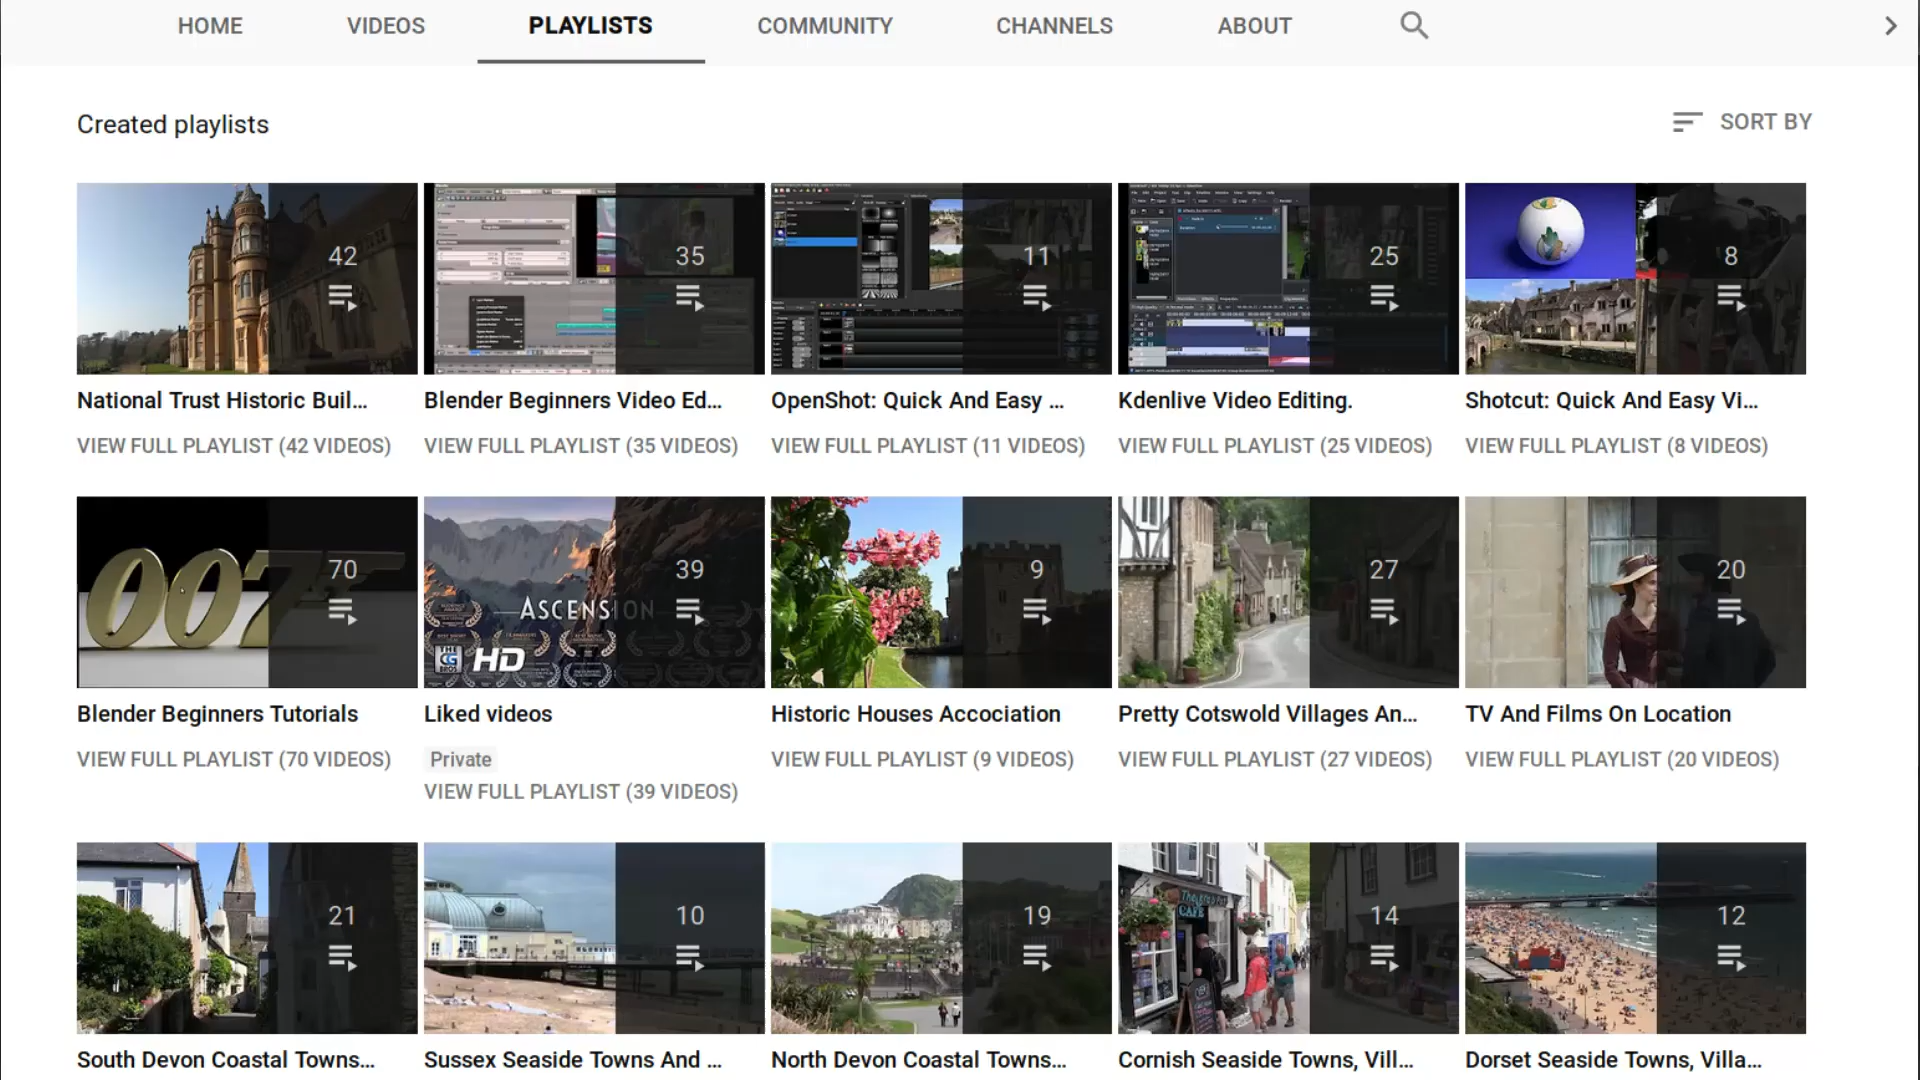 HOME VIDEOS PLAYLISTS COMMUNITY CHANNELS ABOUT
Created playlists
SORT BY
42 35 11 25 8
National Trust Historic Buil... Blender Beginners Video Ed... OpenShot: Quick And Easy ... Kdenlive Video Editing. Shotcut: Quick And Easy Vi...
VIEW FULL PLAYLIST (42 VIDEOS) VIEW FULL PLAYLIST (35 VIDEOS) VIEW FULL PLAYLIST (11 VIDEOS) VIEW FULL PLAYLIST (25 VIDEOS) VIEW FULL PLAYLIST (8 VIDEOS)
007 70 39 9 27 20
ASCENSION
THE CG BROS HD
Blender Beginners Tutorials Liked videos Historic Houses Accociation Pretty Cotswold Villages An... TV And Films On Location
VIEW FULL PLAYLIST (70 VIDEOS) Private VIEW FULL PLAYLIST (9 VIDEOS) VIEW FULL PLAYLIST (27 VIDEOS) VIEW FULL PLAYLIST (20 VIDEOS)
VIEW FULL PLAYLIST (39 VIDEOS)
21 10 19 14 12
CAFE
South Devon Coastal Towns... Sussex Seaside Towns And ... North Devon Coastal Towns... Cornish Seaside Towns, Vill... Dorset Seaside Towns, Villa...